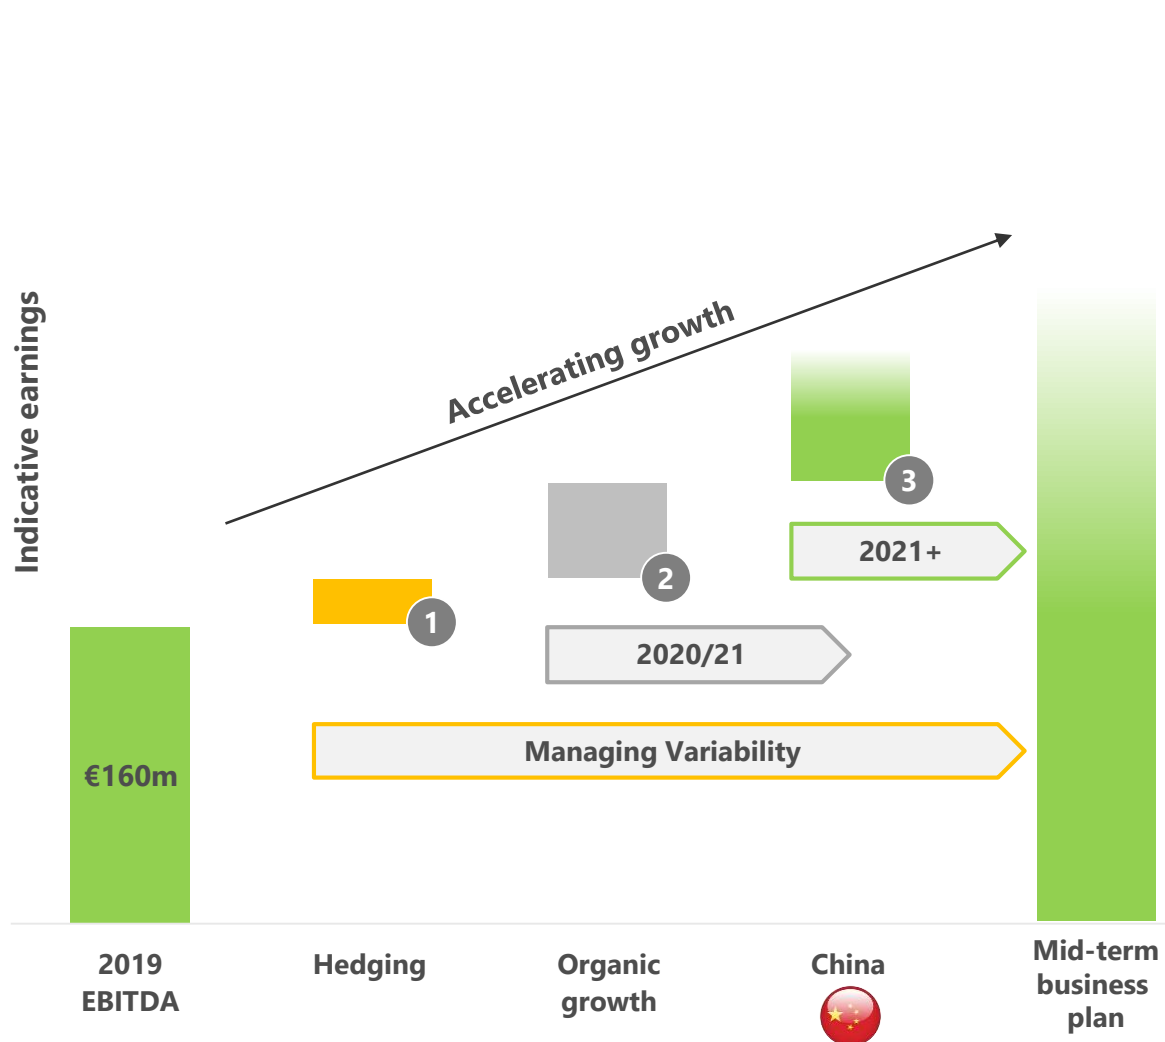 Indicative earnings
Accelerating growth
3
2021+
2
1
2020/21
Managing Variability
€160m
2019
EBITDA
Hedging
Organic
growth
China
Mid-term
business
plan